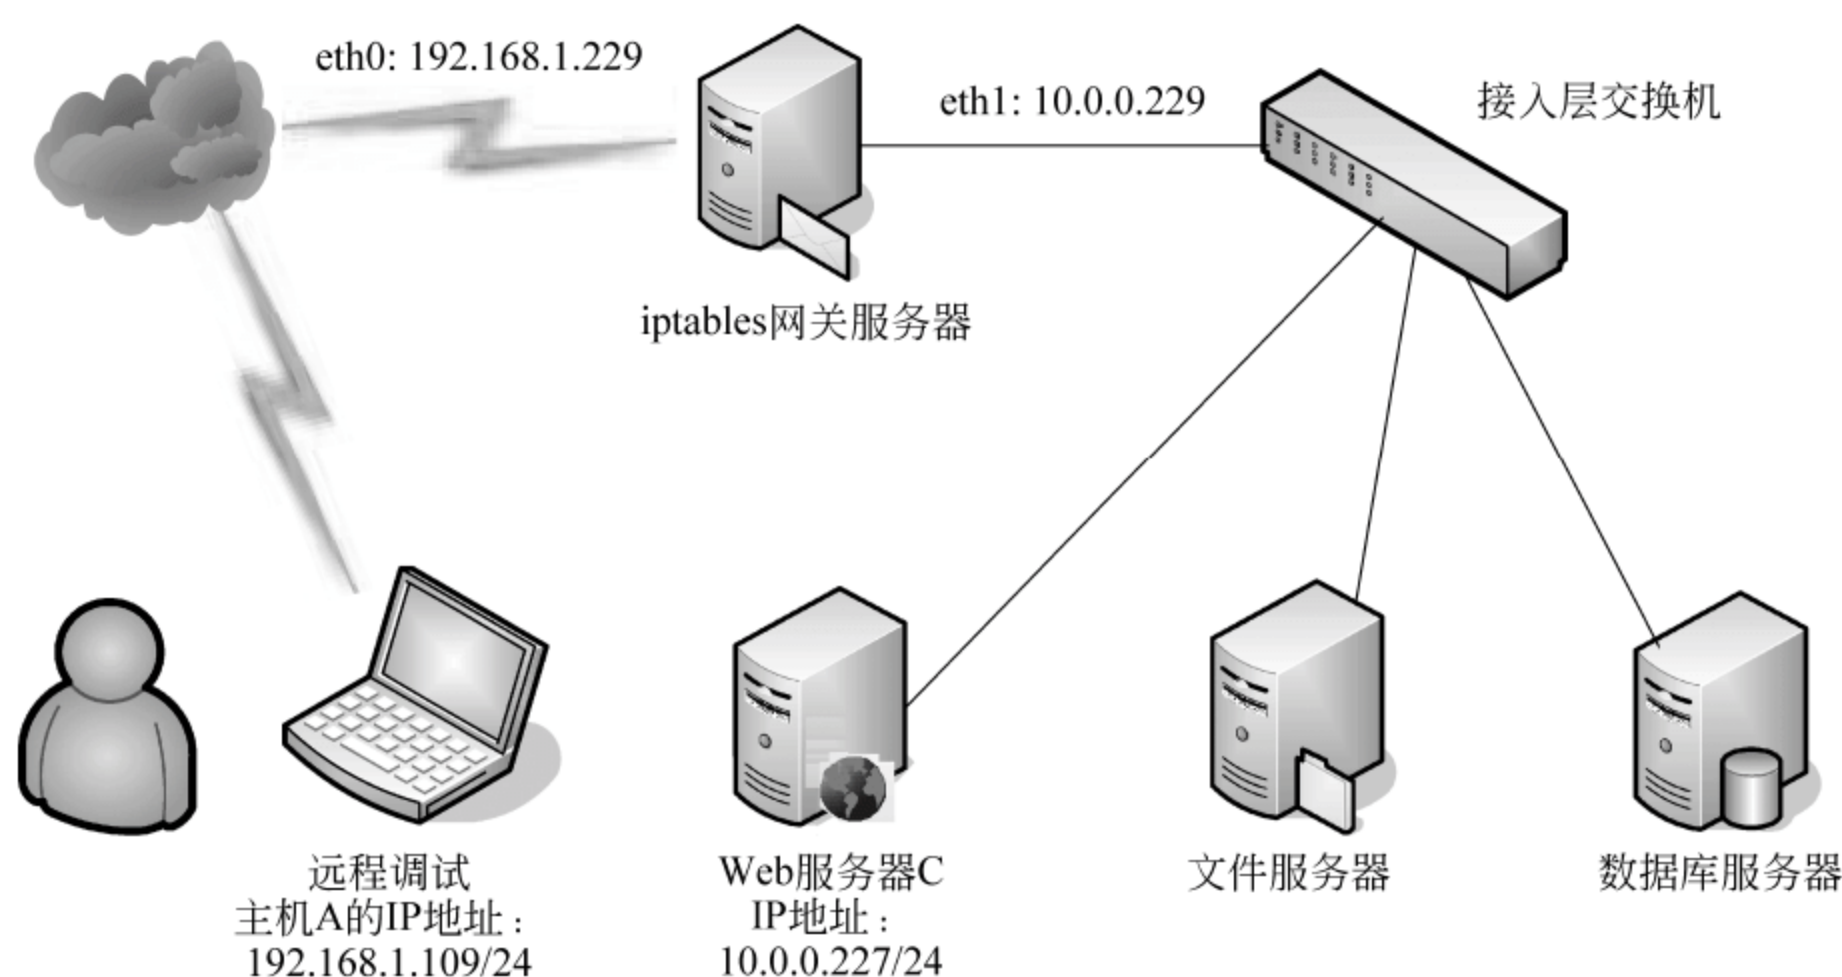 eth0: 192.168.1.229
eth1: 10.0.0.229
接入层交换机
iptables网关服务器
远程调试
主机A的IP地址：
192.168.1.109/24
Web服务器C
IP地址：
10.0.0.227/24
文件服务器
数据库服务器